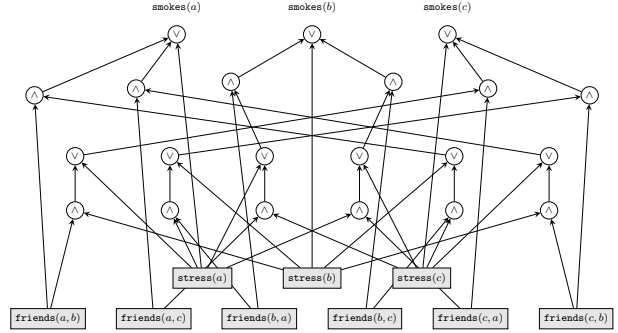 smokes(a) smokes(b) smokes(c)
∨ ∨ ∨
∧ ∧ ∧ ∧ ∧ ∧
∨ ∨ ∨ ∨ ∨ ∨
∧ ∧ ∧ ∧ ∧ ∧
stress(a) stress(b) stress(c)
friends(a, b) friends(a, c) friends(b, a) friends(b, c) friends(c, a) friends(c, b)